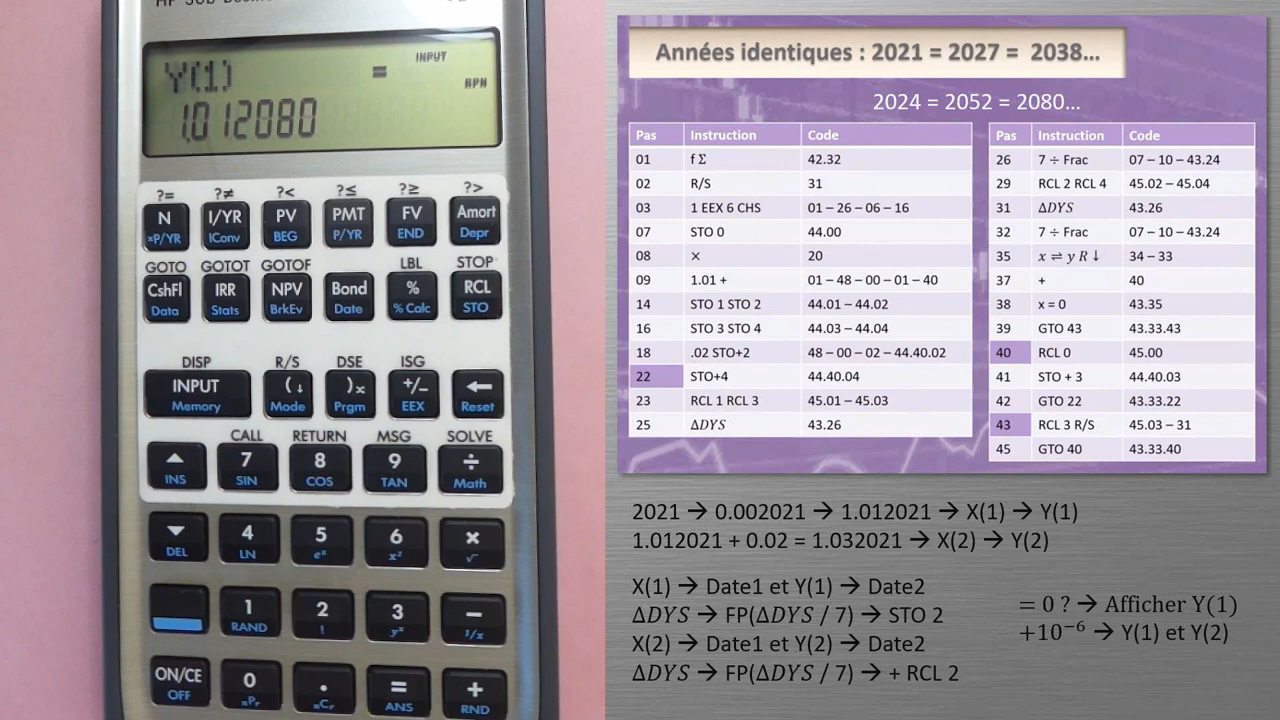 Y(1) = INPUT
RPN
1.012080
?= ?≠ ?< ?≤ ?≥ ?>
N I/YR PV PMT FV Amort
xP/YR IConv BEG P/YR END Depr
GOTO GOTOT GOTOF LBL STOP
CshFl IRR NPV Bond % RCL
Data Stats BrkEv Date % Calc STO
DISP R/S DSE ISG
INPUT (↓ )x +/− ←
Memory Mode Prgm EEX Reset
CALL RETURN MSG SOLVE
▲ 7 8 9 ÷
INS SIN COS TAN Math
▼ 4 5 6 ×
DEL LN eˣ x² √
1 2 3 −
RAND ! yˣ 1/x
ON/CE 0 . = +
OFF nPr nCr ANS RND
Années identiques : 2021 = 2027 = 2038...
2024 = 2052 = 2080...
Pas Instruction Code
01 f Σ 42.32
02 R/S 31
03 1 EEX 6 CHS 01 – 26 – 06 – 16
07 STO 0 44.00
08 × 20
09 1.01 + 01 – 48 – 00 – 01 – 40
14 STO 1 STO 2 44.01 – 44.02
16 STO 3 STO 4 44.03 – 44.04
18 .02 STO+2 48 – 00 – 02 – 44.40.02
22 STO+4 44.40.04
23 RCL 1 RCL 3 45.01 – 45.03
25 ΔDYS 43.26
Pas Instruction Code
26 7 ÷ Frac 07 – 10 – 43.24
29 RCL 2 RCL 4 45.02 – 45.04
31 ΔDYS 43.26
32 7 ÷ Frac 07 – 10 – 43.24
35 x ⇌ y R ↓ 34 – 33
37 + 40
38 x = 0 43.35
39 GTO 43 43.33.43
40 RCL 0 45.00
41 STO + 3 44.40.03
42 GTO 22 43.33.22
43 RCL 3 R/S 45.03 – 31
45 GTO 40 43.33.40
2021 → 0.002021 → 1.012021 → X(1) → Y(1)
1.012021 + 0.02 = 1.032021 → X(2) → Y(2)
X(1) → Date1 et Y(1) → Date2
ΔDYS → FP(ΔDYS / 7) → STO 2
X(2) → Date1 et Y(2) → Date2
ΔDYS → FP(ΔDYS / 7) → + RCL 2
= 0 ? → Afficher Y(1)
+10⁻⁶ → Y(1) et Y(2)